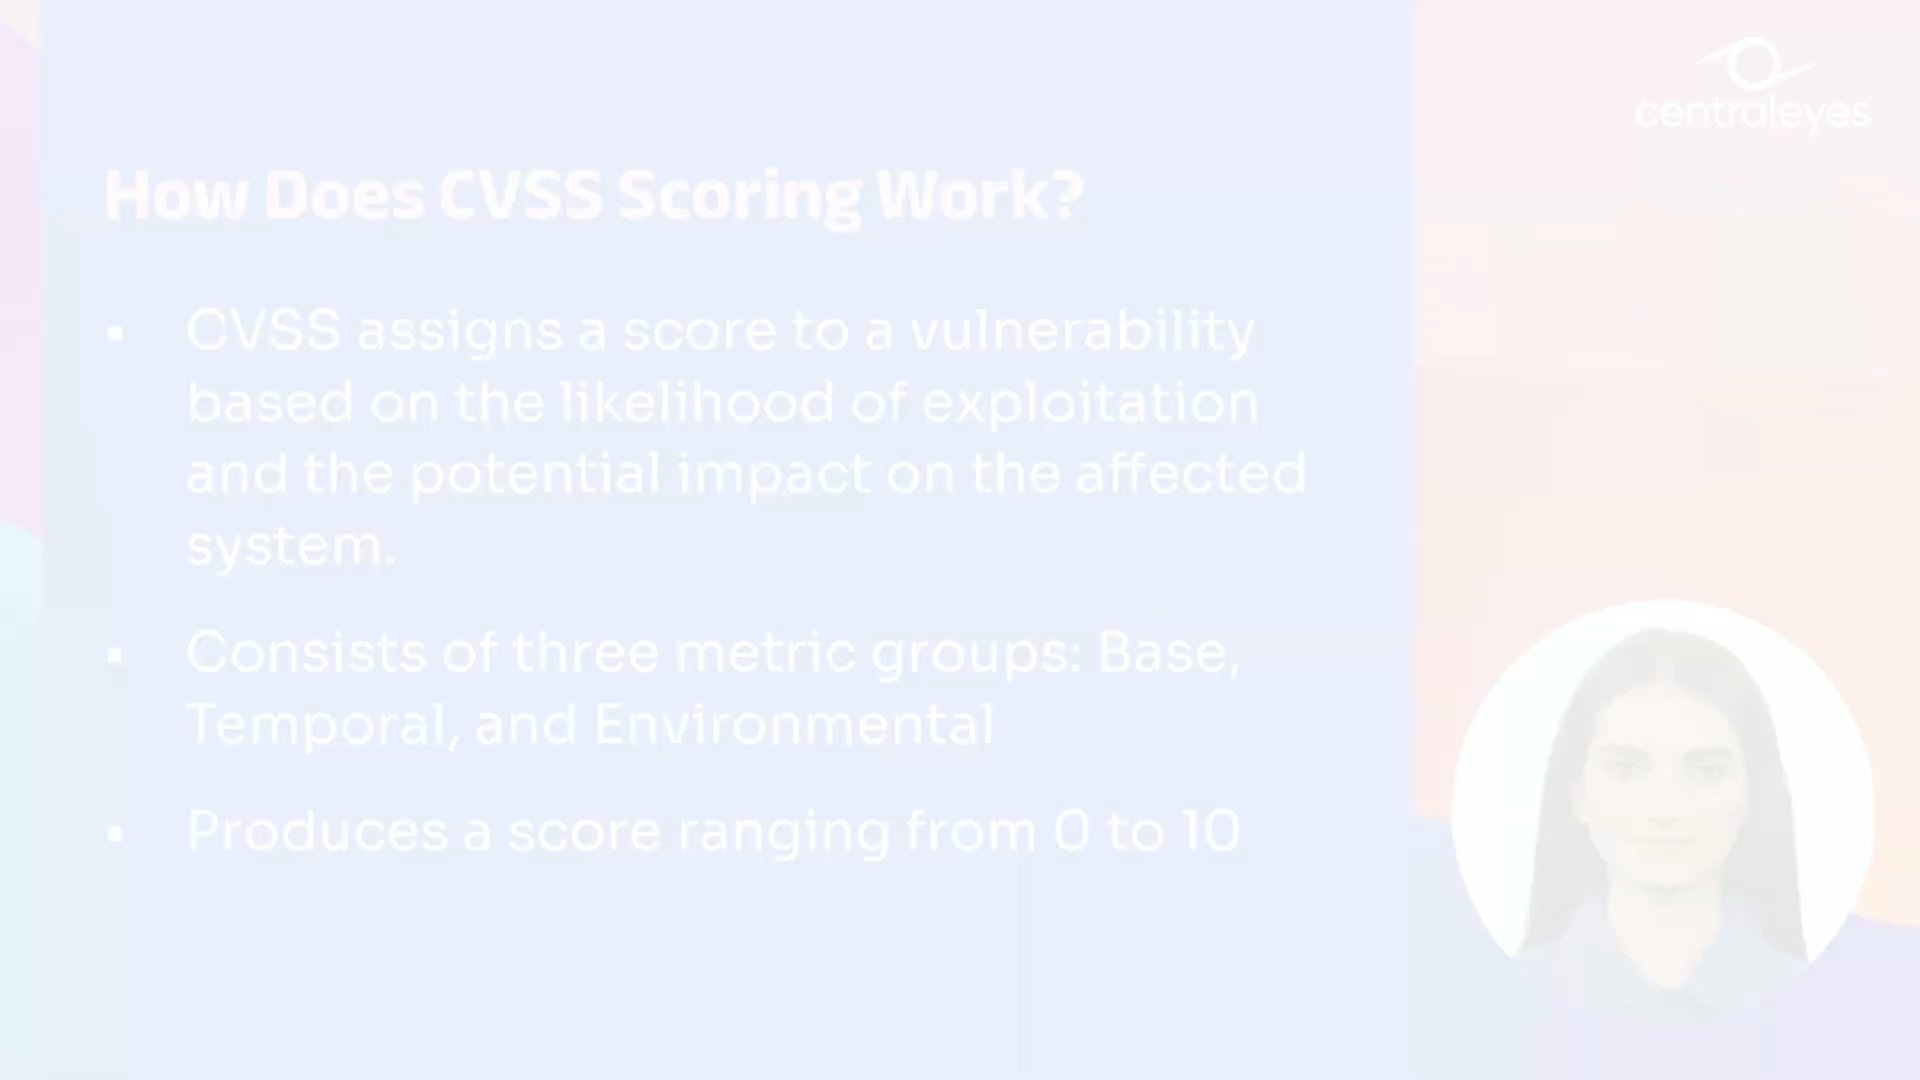 centraleyes
How Does CVSS Scoring Work?
▪ CVSS assigns a score to a vulnerability
based on the likelihood of exploitation
and the potential impact on the affected
system.
▪ Consists of three metric groups: Base,
Temporal, and Environmental
▪ Produces a score ranging from 0 to 10